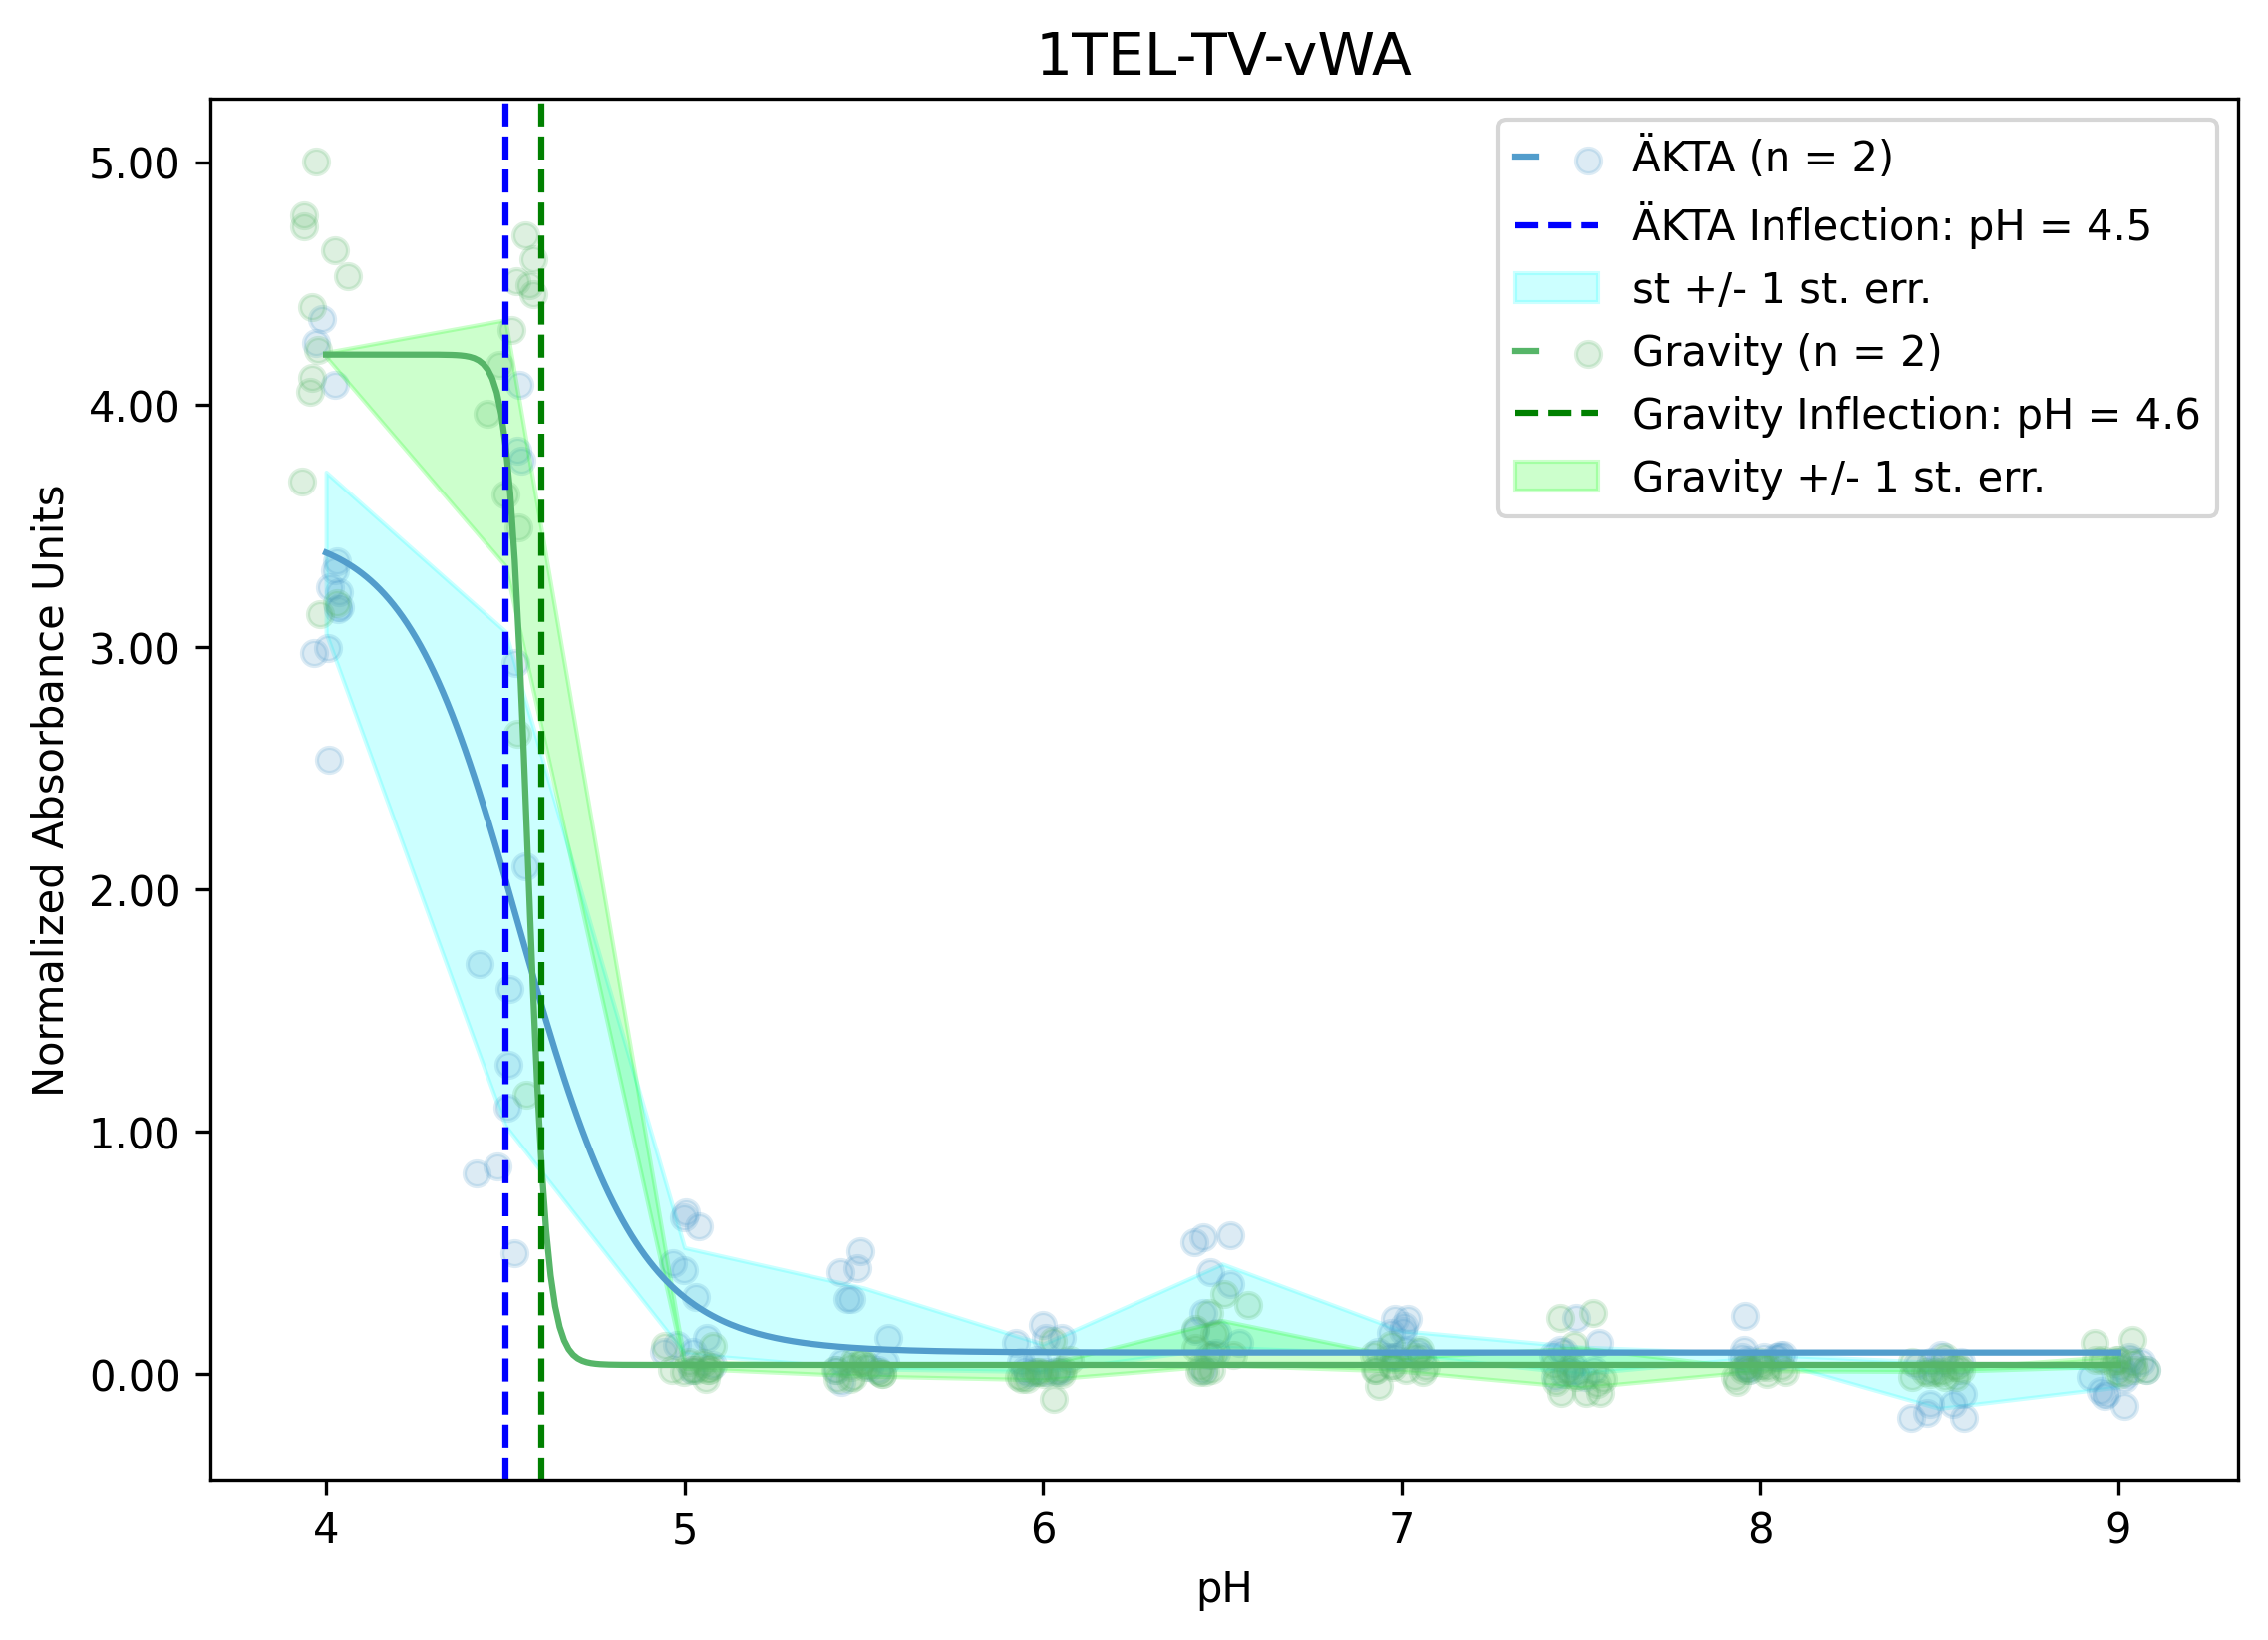 1TEL-TV-vWA
ÄKTA (n = 2)
ÄKTA Inflection: pH = 4.5
st +/- 1 st. err.
Gravity (n = 2)
Gravity Inflection: pH = 4.6
Gravity +/- 1 st. err.
Normalized Absorbance Units
5.00
4.00
3.00
2.00
1.00
0.00
4 5 6 7 8 9
pH